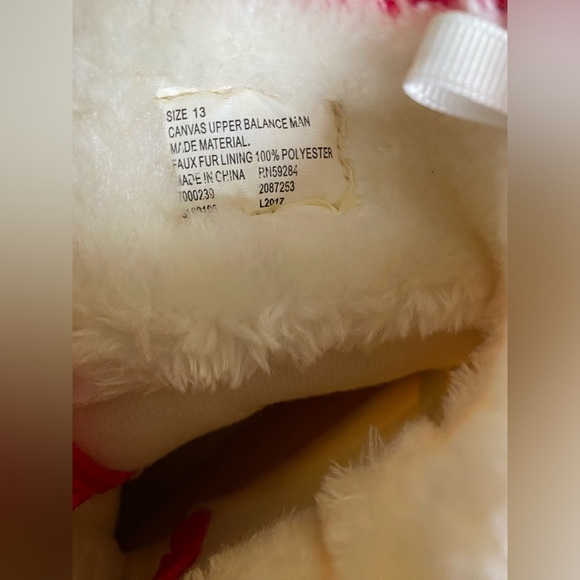 SIZE 13
CANVAS UPPER BALANCE MAN
MADE MATERIAL.
FAUX FUR LINING 100% POLYESTER
MADE IN CHINA RN59284
7000239 2087253
L2017